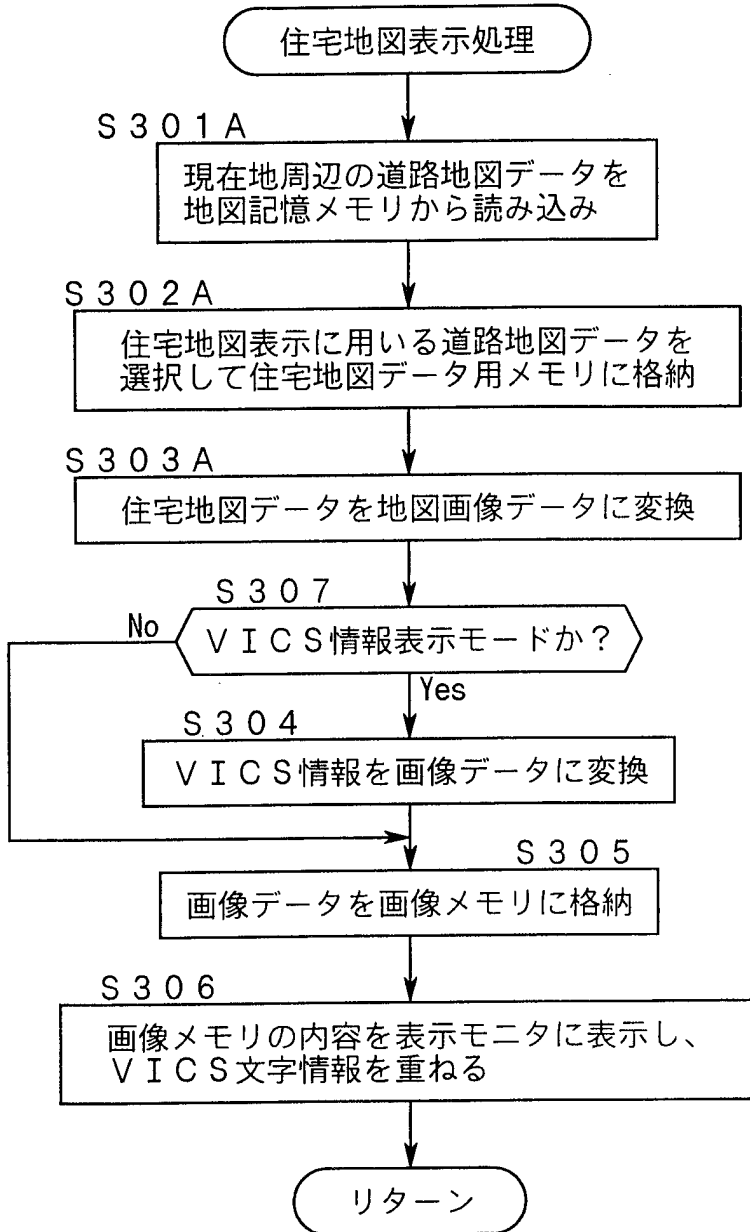 住宅地図表示処理
Ｓ３０１Ａ
現在地周辺の道路地図データを
地図記憶メモリから読み込み
Ｓ３０２Ａ
住宅地図表示に用いる道路地図データを
選択して住宅地図データ用メモリに格納
Ｓ３０３Ａ
住宅地図データを地図画像データに変換
Ｓ３０７
No
ＶＩＣＳ情報表示モードか？
Yes
Ｓ３０４
ＶＩＣＳ情報を画像データに変換
Ｓ３０５
画像データを画像メモリに格納
Ｓ３０６
画像メモリの内容を表示モニタに表示し、
ＶＩＣＳ文字情報を重ねる
リターン